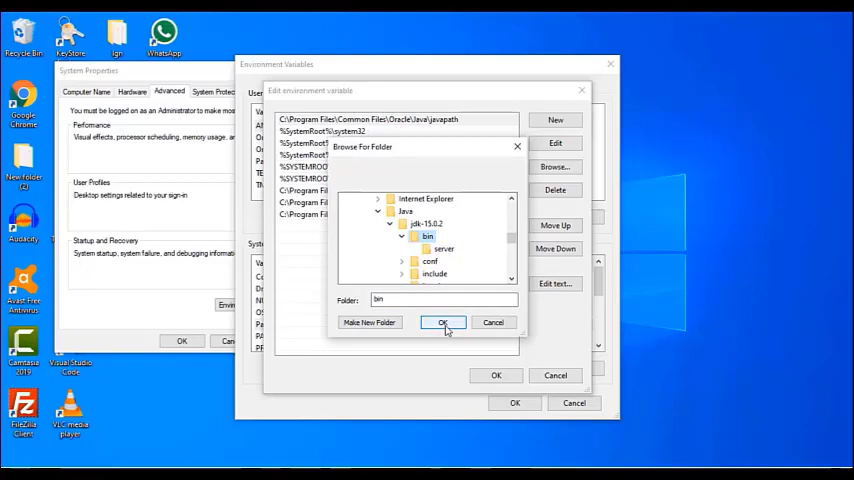 Recycle Bin
KeyStore
Ign
WhatsApp
Google
Chrome
New folder
(2)
Audacity
Avast Free
Antivirus
Camtasia
2019
Visual Studio
Code
FileZilla
Client
VLC media
player
System Properties
Computer Name
Hardware
Advanced
System Protec
You must be logged on as an Administrator to make mos
Performance
Visual effects, processor scheduling, memory usage, ar
User Profiles
Desktop settings related to your sign-in
Startup and Recovery
System startup, system failure, and debugging informatio
Environ
OK
Environment Variables
Edit environment variable
C:\Program Files\Common Files\Oracle\Java\javapath
%SystemRoot%\system32
%SystemRoot
%SystemRoot
%SYSTEMROO
%SYSTEMROO
C:\Program Fil
C:\Program Fil
C:\Program Fil
New
Edit
Browse...
Delete
Move Up
Move Down
Edit text...
OK
Cancel
OK
Cancel
Browse For Folder
Internet Explorer
Java
jdk-15.0.2
bin
server
conf
include
Folder:
bin
Make New Folder
OK
Cancel